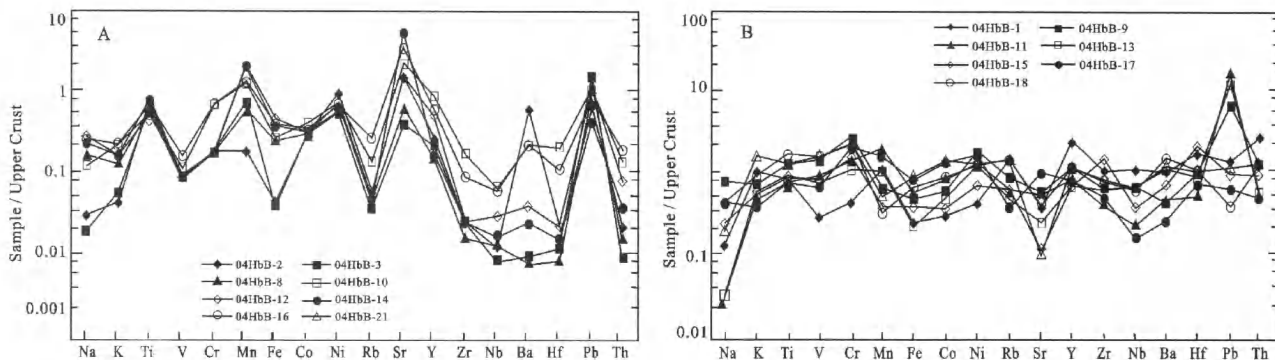 10
1
0.1
0.01
0.001
Sample / Upper Crust
A
04HbB-2
04HbB-3
04HbB-8
04HbB-10
04HbB-12
04HbB-14
04HbB-16
04HbB-21
Na K Ti V Cr Mn Fe Co Ni Rb Sr Y Zr Nb Ba Hf Pb Th
100
10
1
0.1
0.01
Sample / Upper Crust
B
04HbB-1
04HbB-9
04HbB-11
04HbB-13
04HbB-15
04HbB-17
04HbB-18
Na K Ti V Cr Mn Fe Co Ni Rb Sr Y Zr Nb Ba Hf Pb Th